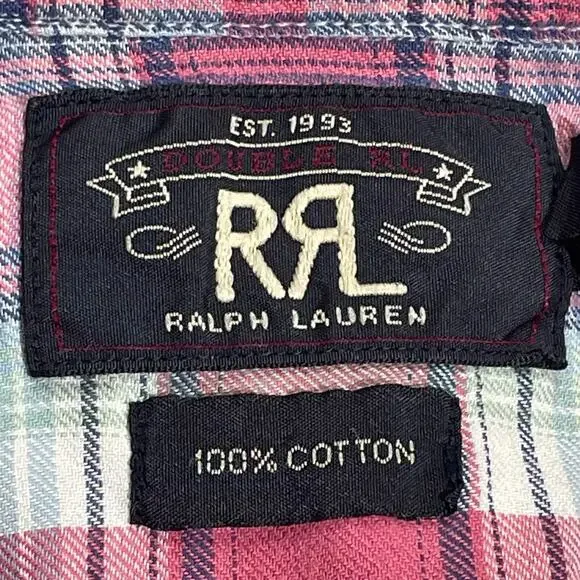 EST. 1993
DOUBLE RL
RRL
RALPH LAUREN
100% COTTON